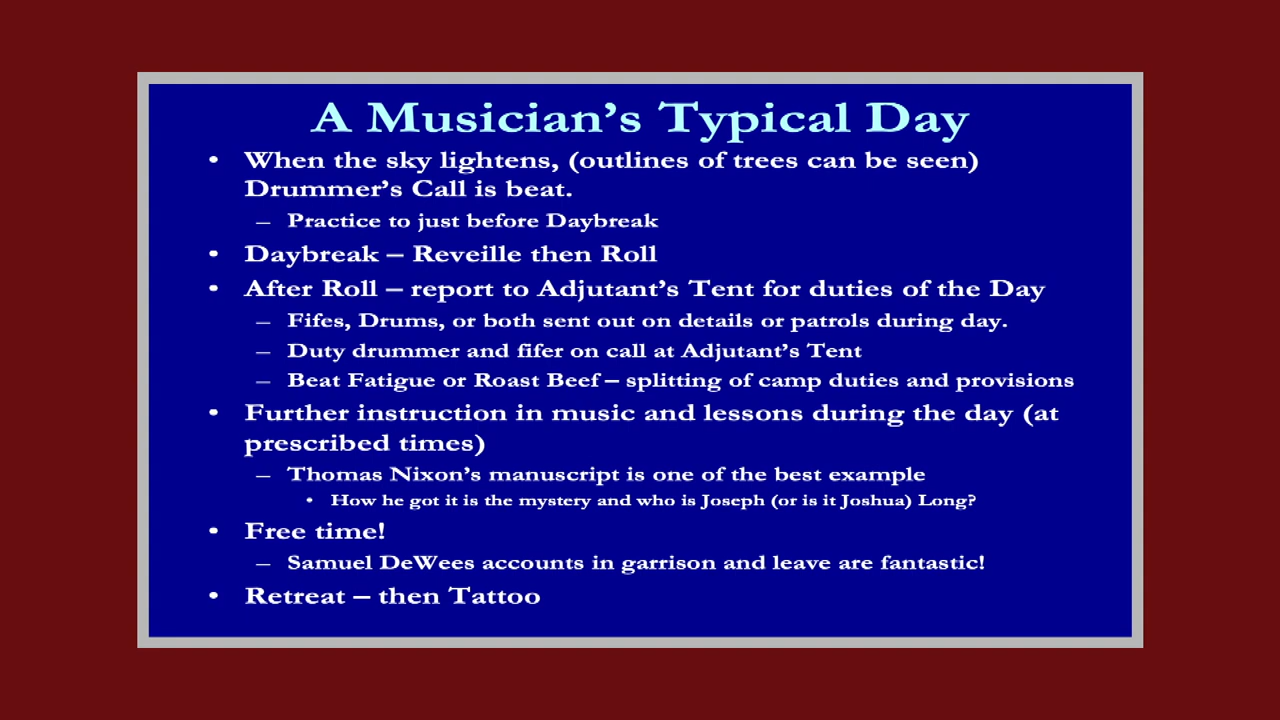 A Musician's Typical Day
• When the sky lightens, (outlines of trees can be seen)
Drummer's Call is beat.
– Practice to just before Daybreak
• Daybreak – Reveille then Roll
• After Roll – report to Adjutant's Tent for duties of the Day
– Fifes, Drums, or both sent out on details or patrols during day.
– Duty drummer and fifer on call at Adjutant's Tent
– Beat Fatigue or Roast Beef – splitting of camp duties and provisions
• Further instruction in music and lessons during the day (at
prescribed times)
– Thomas Nixon's manuscript is one of the best example
• How he got it is the mystery and who is Joseph (or is it Joshua) Long?
• Free time!
– Samuel DeWees accounts in garrison and leave are fantastic!
• Retreat – then Tattoo